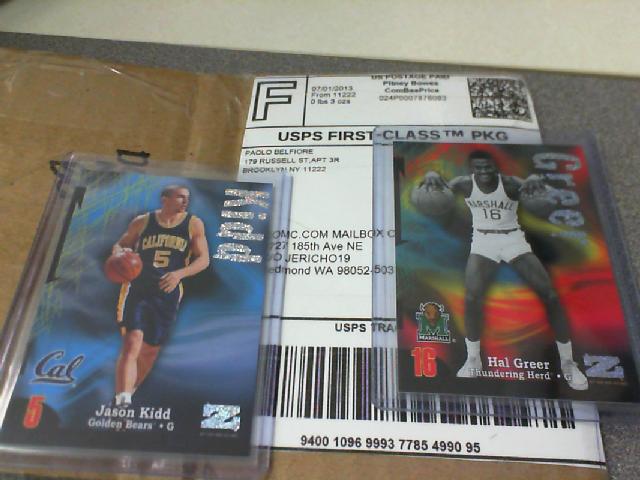 US POSTAGE PAID
Pitney Bowes
ComBasPrice
07/01/2013
From 11222
0 lbs 3 ozs
F
USPS FIRST-CLASS™ PKG
PAOLO BELFIORE
179 RUSSELL ST,APT 3R
BROOKLYN NY 11222
OMC.COM MAILBOX
727 185th Ave NE
JERICHO19
edmond WA 98052-503
USPS TRA
9400 1096 9993 7785 4990 95
Kidd
CALIFORNIA
5
Cal
5
Jason Kidd
Golden Bears • G
Z
Greer
MARSHALL
16
M
MARSHALL
16
Hal Greer
Thundering Herd • G
Z